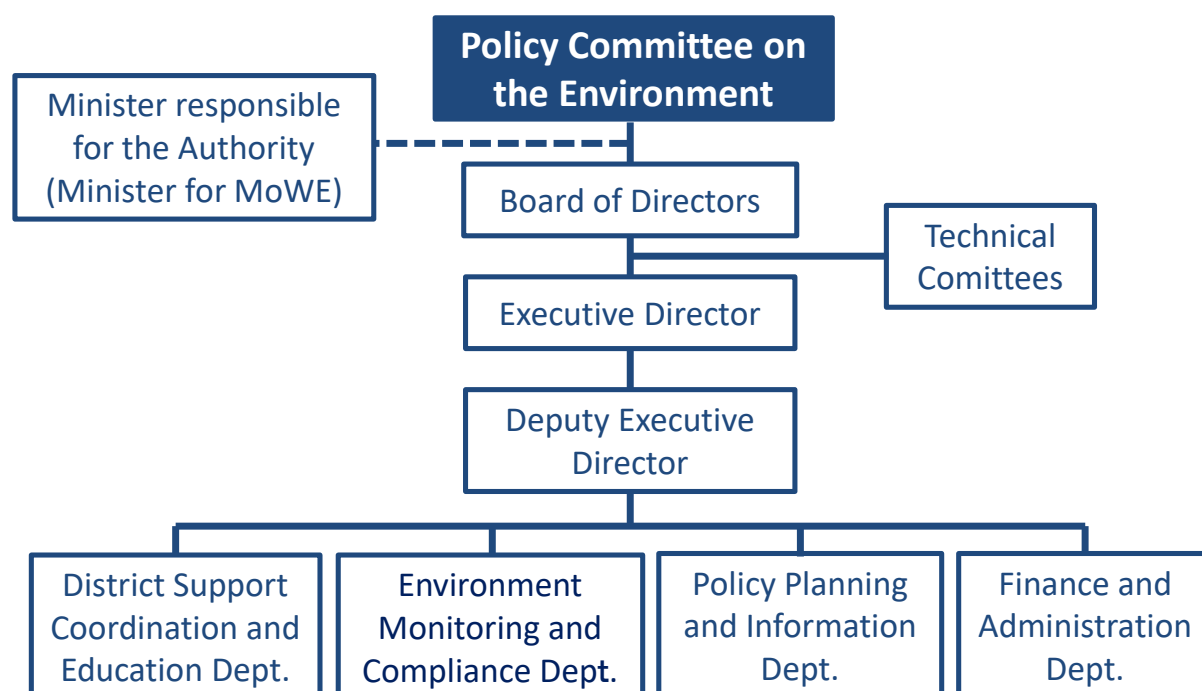 Policy Committee on
the Environment
Minister responsible
for the Authority
(Minister for MoWE)
Board of Directors
Technical
Comittees
Executive Director
Deputy Executive
Director
District Support
Coordination and
Education Dept.
Environment
Monitoring and
Compliance Dept.
Policy Planning
and Information
Dept.
Finance and
Administration
Dept.